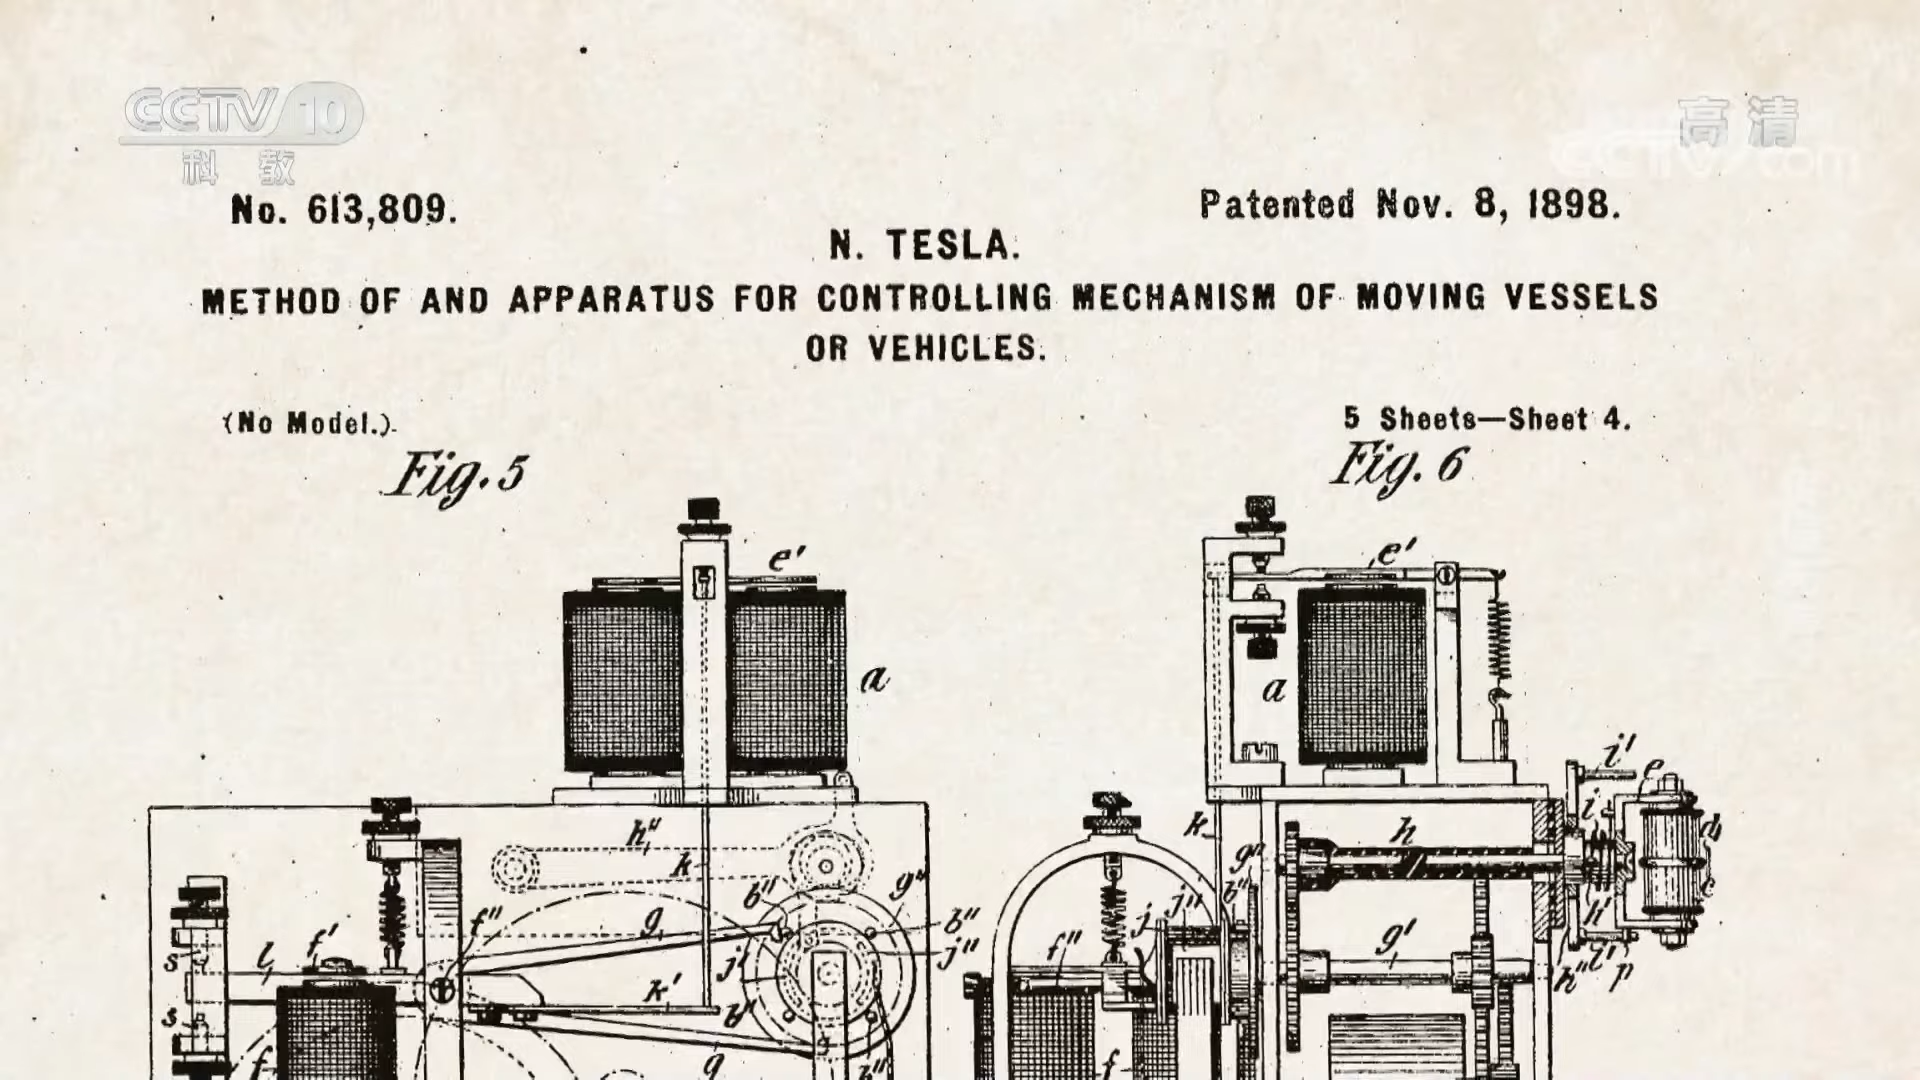 CCTV 10
高清
科教
CCTV.com
No. 613,809.
Patented Nov. 8, 1898.
N. TESLA.
METHOD OF AND APPARATUS FOR CONTROLLING MECHANISM OF MOVING VESSELS
OR VEHICLES.
(No Model.)
5 Sheets—Sheet 4.
Fig. 5
Fig. 6
e'
e'
a
a
i'
e
i
d
h"
k
k
h
g"
c
b"
g"
b"
f"
g
b"
j
j"
h'
s
l
f'
j'
j"
f"
g'
h"
i'
p
k'
s
b"
f
g
b"
f